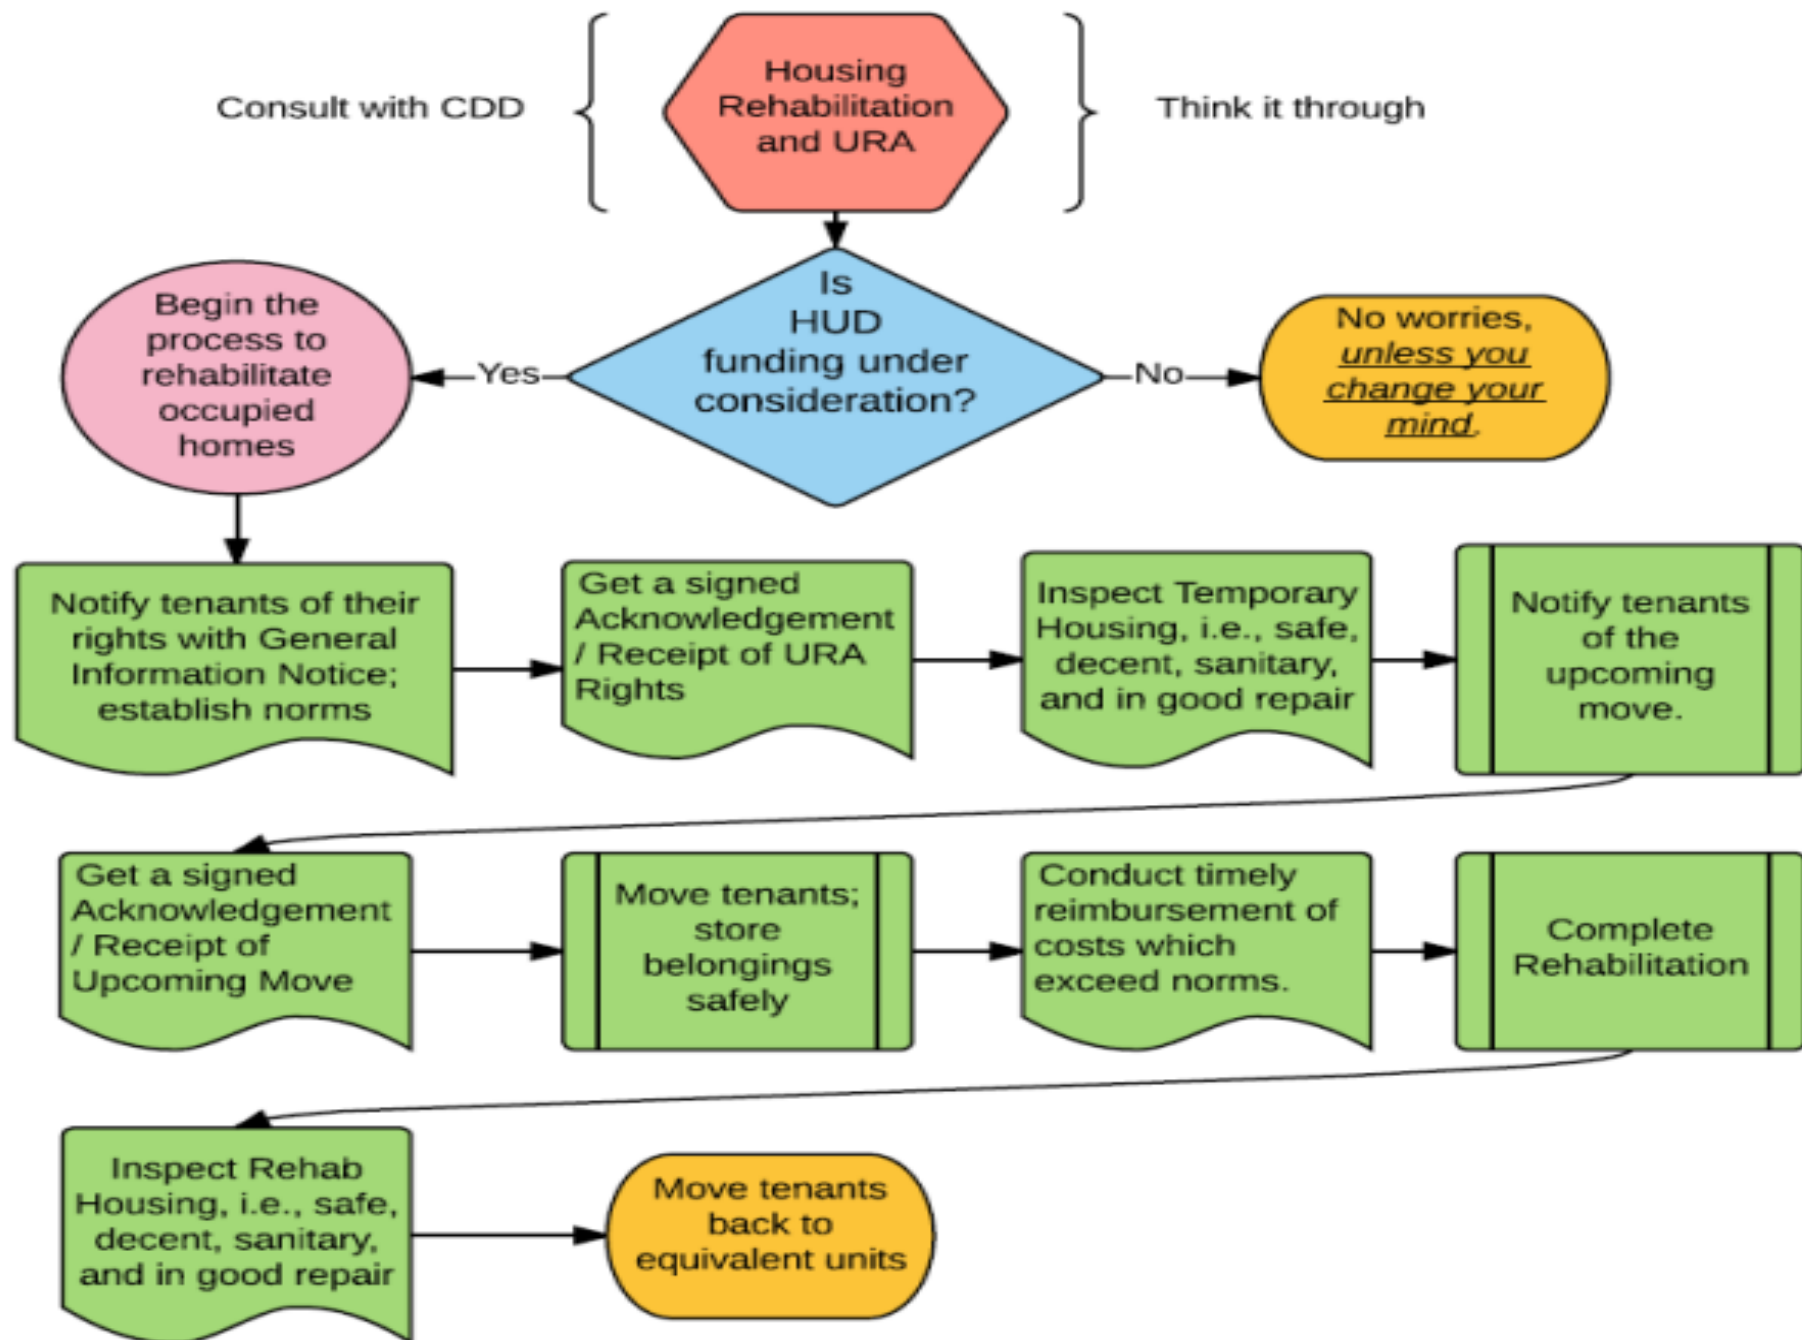 Consult with CDD
Housing
Rehabilitation
and URA
Think it through
Is
HUD
funding under
consideration?
Yes
No
Begin the
process to
rehabilitate
occupied
homes
No worries,
unless you
change your
mind.
Notify tenants of their
rights with General
Information Notice;
establish norms
Get a signed
Acknowledgement
/ Receipt of URA
Rights
Inspect Temporary
Housing, i.e., safe,
decent, sanitary,
and in good repair
Notify tenants
of the
upcoming
move.
Get a signed
Acknowledgement
/ Receipt of
Upcoming Move
Move tenants;
store
belongings
safely
Conduct timely
reimbursement of
costs which
exceed norms.
Complete
Rehabilitation
Inspect Rehab
Housing, i.e., safe,
decent, sanitary,
and in good repair
Move tenants
back to
equivalent units